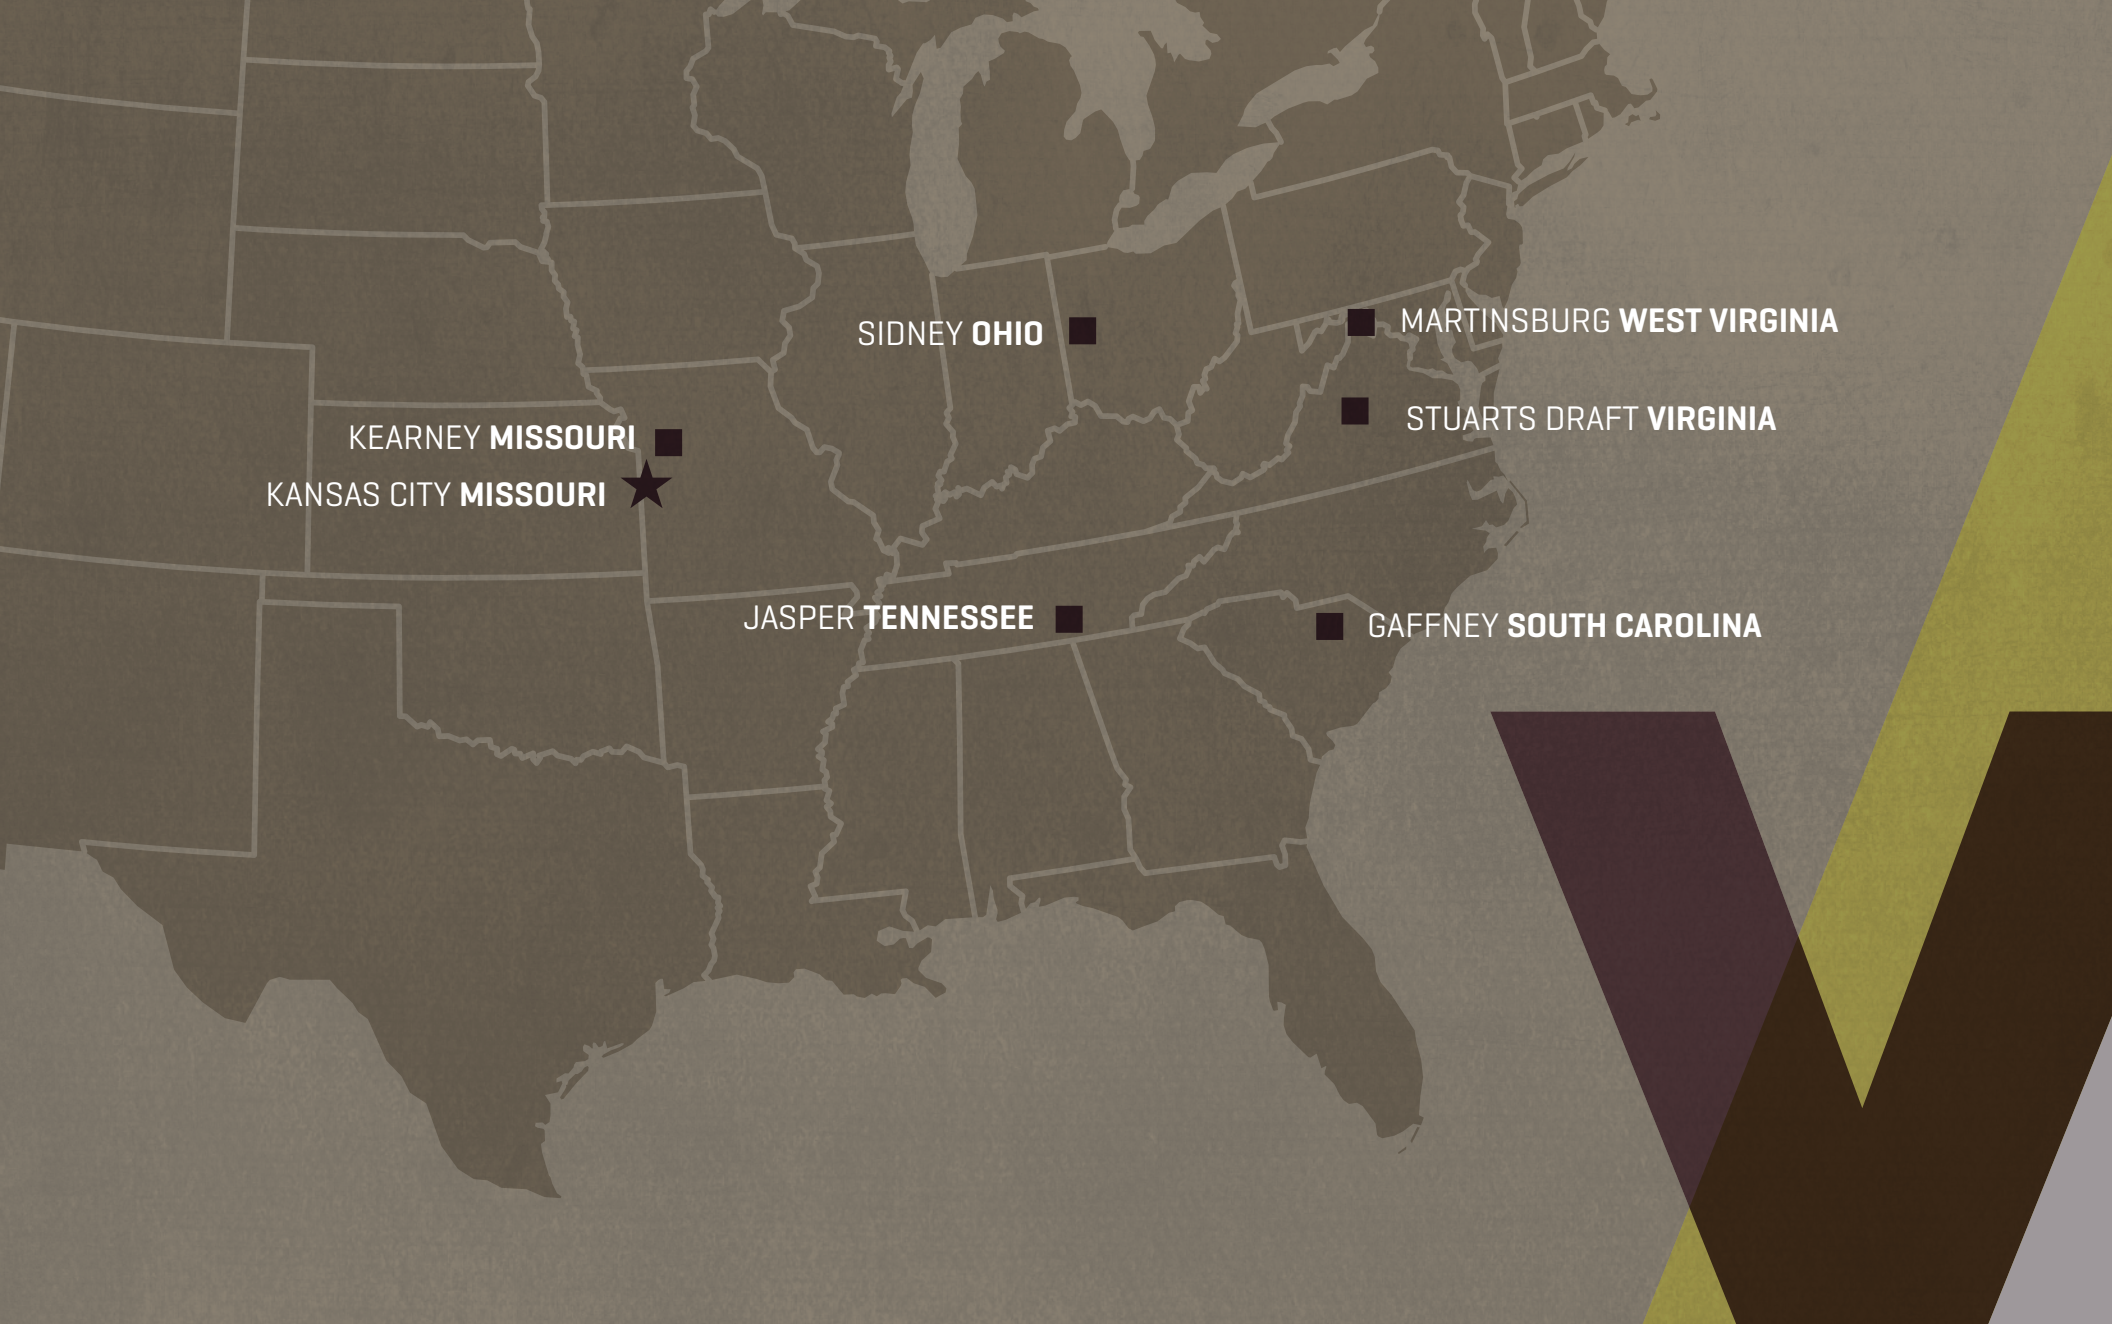 SIDNEY OHIO
MARTINSBURG WEST VIRGINIA
STUARTS DRAFT VIRGINIA
KEARNEY MISSOURI
KANSAS CITY MISSOURI
JASPER TENNESSEE
GAFFNEY SOUTH CAROLINA